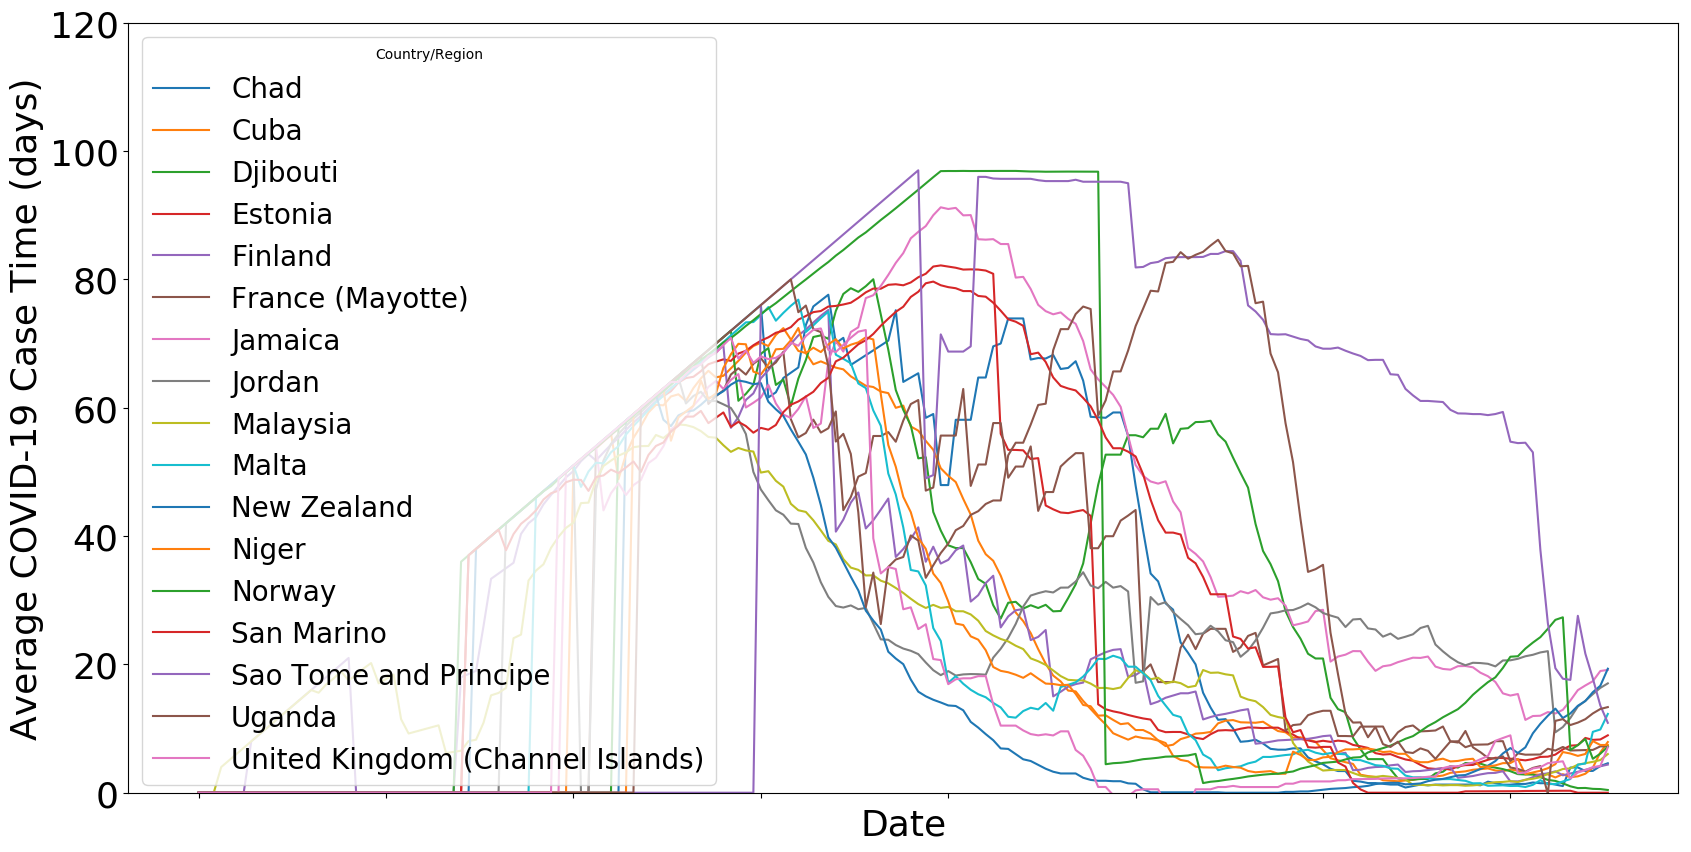 Average COVID-19 Case Time (days)
120
100
80
60
40
20
0
Country/Region
Chad
Cuba
Djibouti
Estonia
Finland
France (Mayotte)
Jamaica
Jordan
Malaysia
Malta
New Zealand
Niger
Norway
San Marino
Sao Tome and Principe
Uganda
United Kingdom (Channel Islands)
Date